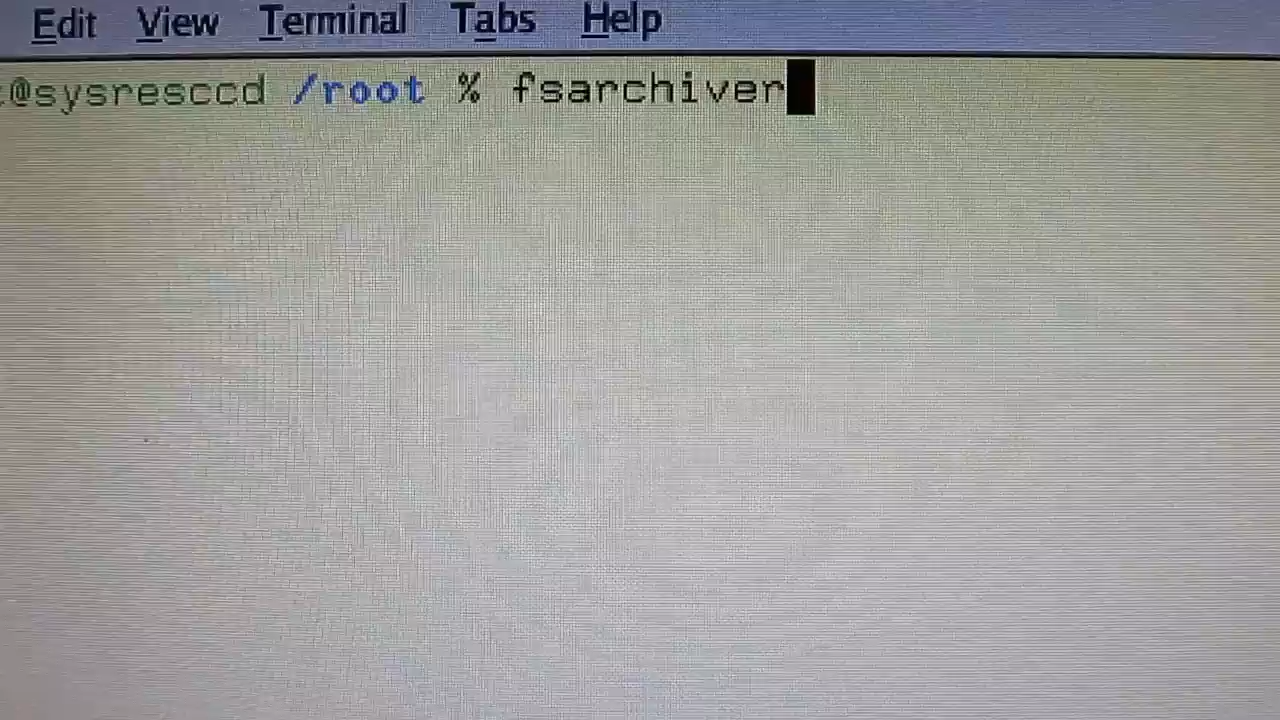 Edit View Terminal Tabs Help
@sysresccd /root % fsarchiver